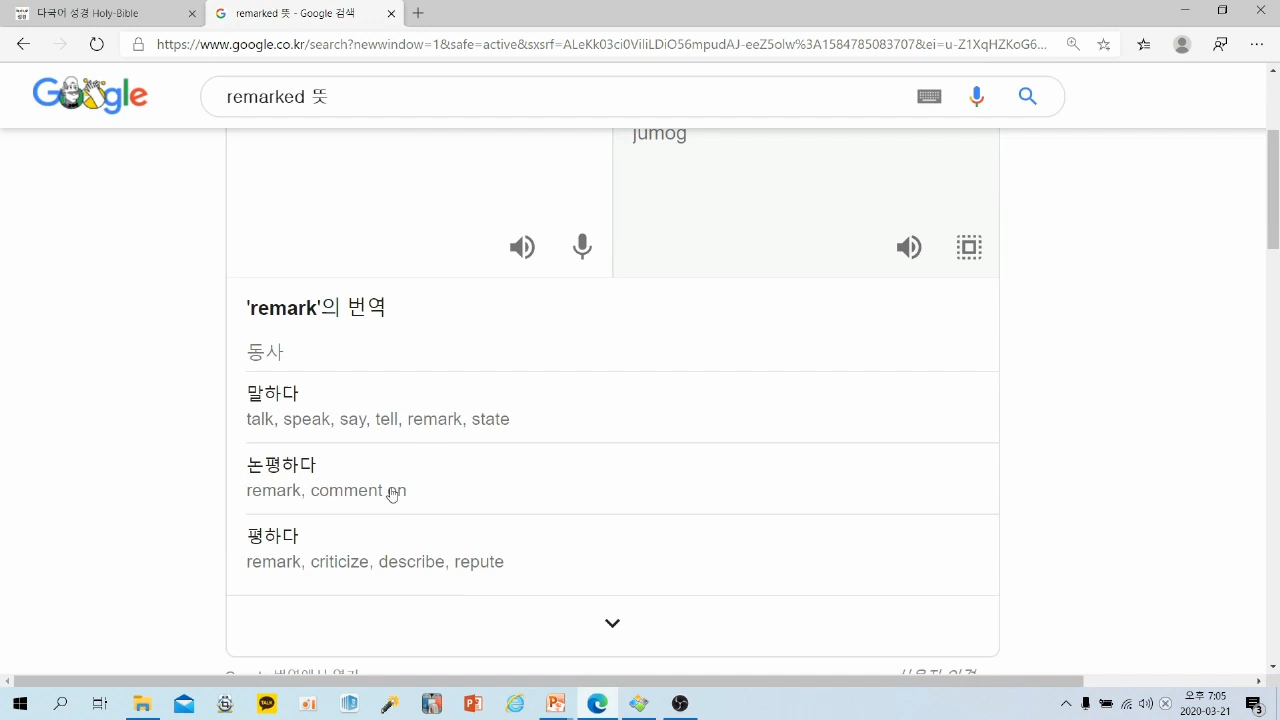 다국어 성경 Holy-Bible
remarked 뜻 - Google 검색
https://www.google.co.kr/search?newwindow=1&safe=active&sxsrf=ALeKk03ci0ViliLDiO56mpudAJ-eeZ5olw%3A1584785083707&ei=u-Z1XqHZKoG6...
Google
remarked 뜻
jumog
'remark'의 번역
동사
말하다
talk, speak, say, tell, remark, state
논평하다
remark, comment on
평하다
remark, criticize, describe, repute
오후 7:05
2020-03-21